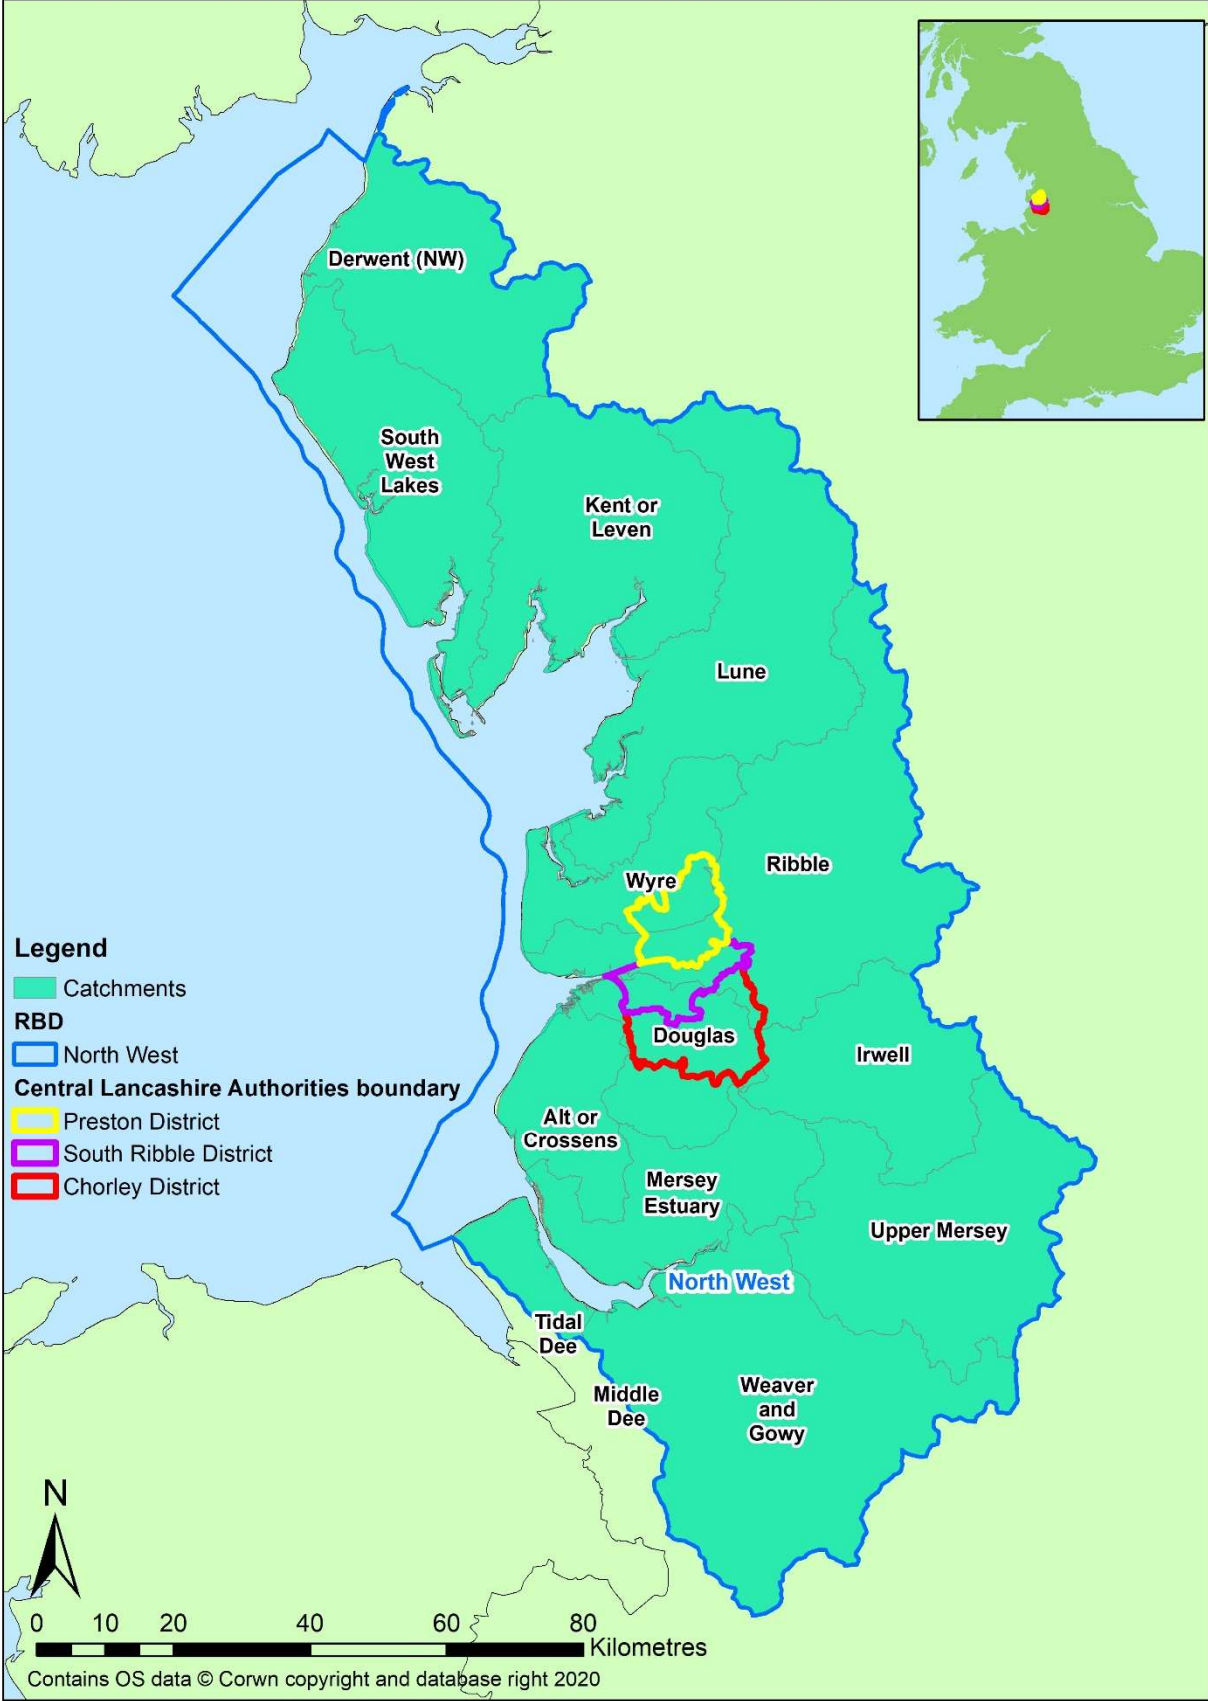 Derwent (NW)
South
West
Lakes
Kent or
Leven
Lune
Ribble
Wyre
Douglas
Irwell
Alt or
Crossens
Mersey
Estuary
Upper Mersey
North West
Tidal
Dee
Middle
Dee
Weaver
and
Gowy
Legend
Catchments
RBD
North West
Central Lancashire Authorities boundary
Preston District
South Ribble District
Chorley District
N
0 10 20 40 60 80
Kilometres
Contains OS data © Corwn copyright and database right 2020